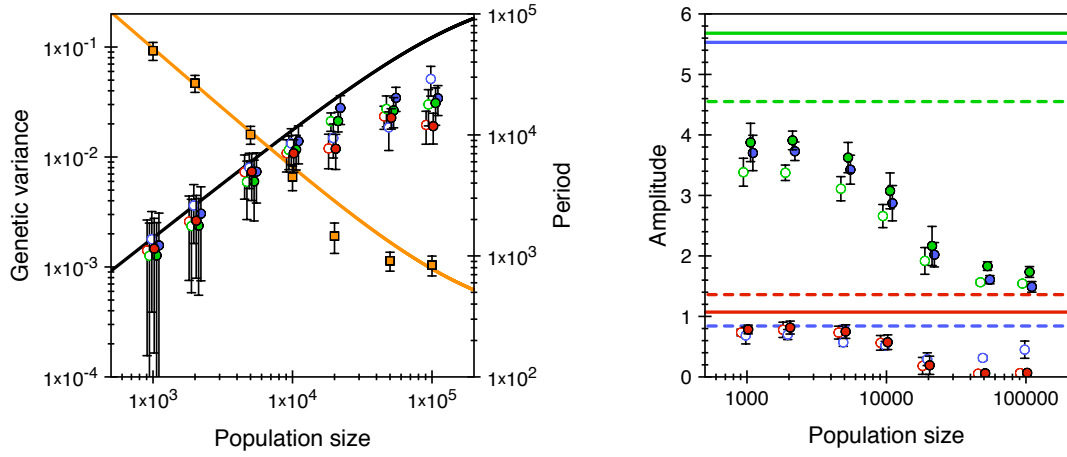 Genetic variance
1x10⁻¹
1x10⁻²
1x10⁻³
1x10⁻⁴
1x10³
1x10⁴
1x10⁵
Population size
1x10⁵
1x10⁴
1x10³
1x10²
Period
Amplitude
6
5
4
3
2
1
0
1000
10000
100000
Population size